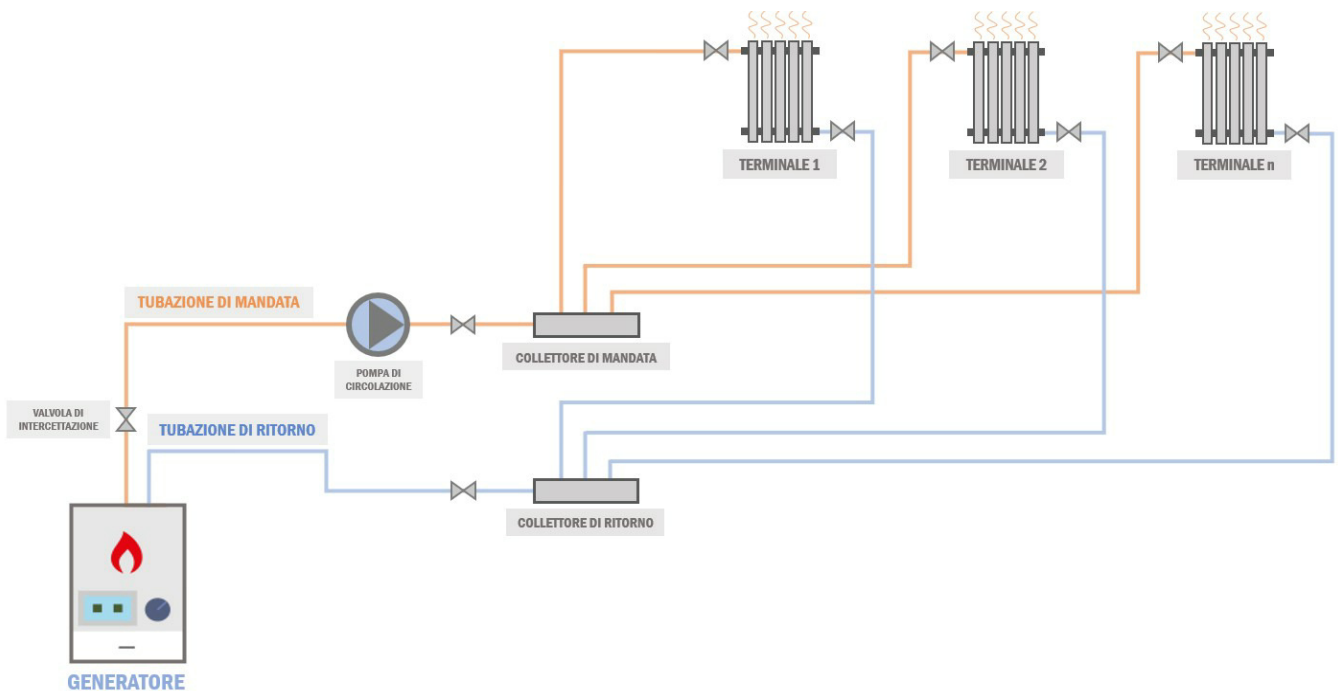 TERMINALE 1
TERMINALE 2
TERMINALE n
TUBAZIONE DI MANDATA
COLLETTORE DI MANDATA
POMPA DI
CIRCOLAZIONE
VALVOLA DI
INTERCETTAZIONE
TUBAZIONE DI RITORNO
COLLETTORE DI RITORNO
GENERATORE